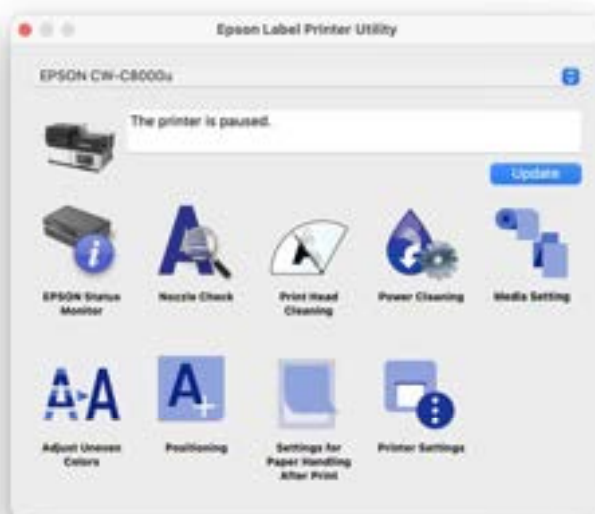 Epson Label Printer Utility
EPSON CW-C8000u
The printer is paused.
Update
EPSON Status
Monitor
Nozzle Check
Print Head
Cleaning
Power Cleaning
Media Setting
Adjust Uneven
Colors
Positioning
Settings for
Paper Handling
After Print
Printer Settings